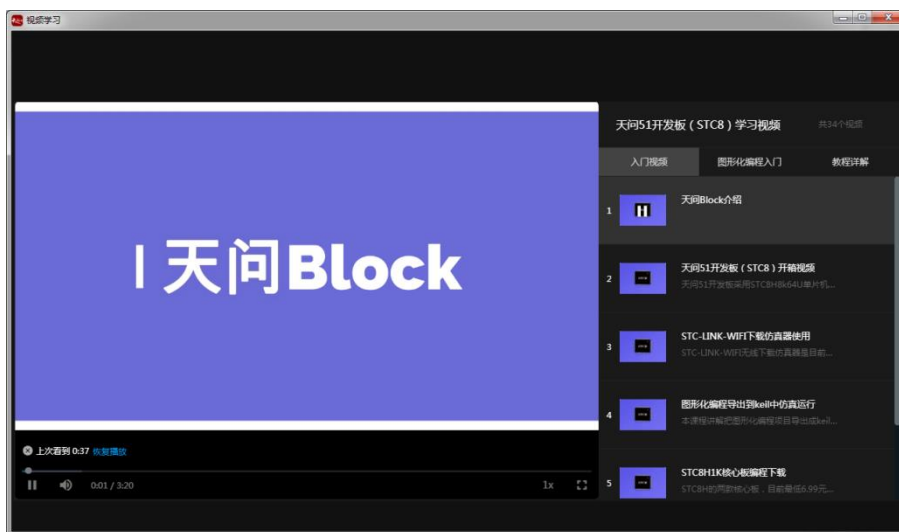 视频学习
天问Block
上次看到 0:37 恢复播放
0:01 / 3:20
1x
天问51开发板（STC8）学习视频
共34个视频
入门视频
图形化编程入门
教程详解
1
天问Block介绍
2
天问51开发板（STC8）开箱视频
天问51开发板采用STC8H8k64U单片机...
3
STC-LINK-WIFI下载仿真器使用
STC-LINK-WIFI无线下载仿真器是目前...
4
图形化编程导出到keil中仿真运行
本课程讲解把图形化编程项目导出成keil...
5
STC8H1K核心板编程下载
STC8H的两款核心板，目前最低6.99元...